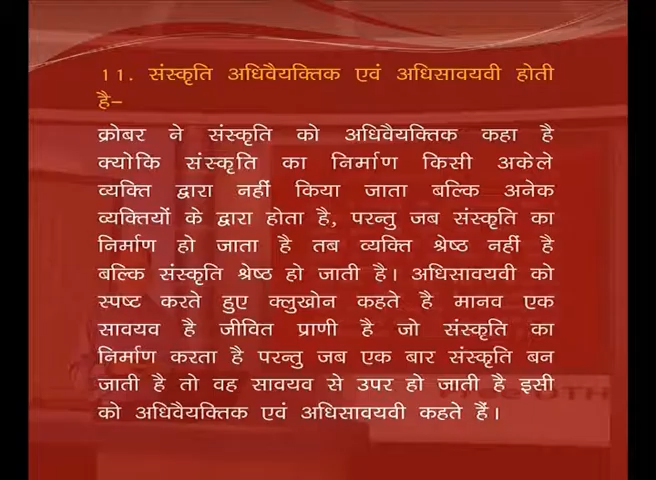 11. संस्कृति अधिवैयक्तिक एवं अधिसावयवी होती
है–
क्रोबर ने संस्कृति को अधिवैयक्तिक कहा है
क्योकि संस्कृति का निर्माण किसी अकेले
व्यक्ति द्वारा नहीं किया जाता बल्कि अनेक
व्यक्तियों के द्वारा होता है, परन्तु जब संस्कृति का
निर्माण हो जाता है तब व्यक्ति श्रेष्ठ नहीं है
बल्कि संस्कृति श्रेष्ठ हो जाती है। अधिसावयवी को
स्पष्ट करते हुए क्लुखोन कहते है मानव एक
सावयव है जीवित प्राणी है जो संस्कृति का
निर्माण करता है परन्तु जब एक बार संस्कृति बन
जाती है तो वह सावयव से उपर हो जाती है इसी
को अधिवैयक्तिक एवं अधिसावयवी कहते हैं।